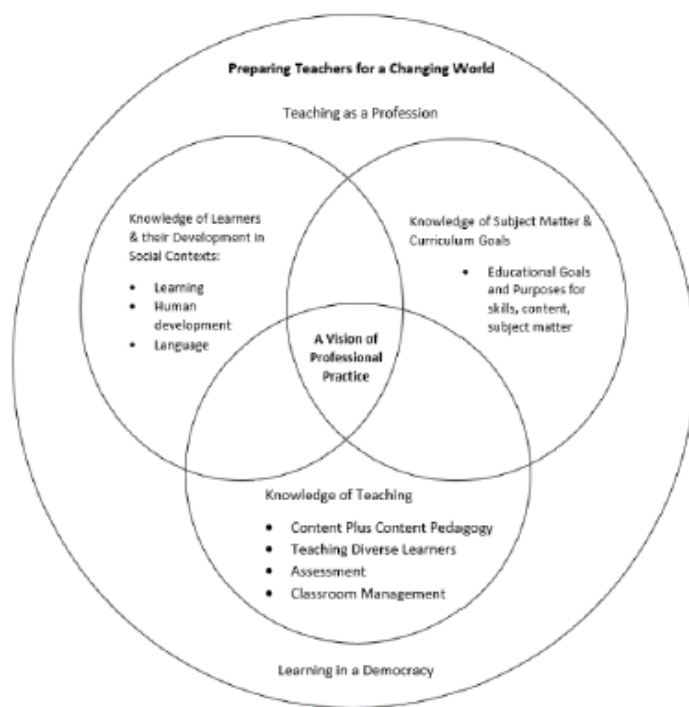 Preparing Teachers for a Changing World
Teaching as a Profession
Knowledge of Learners
& their Development in
Social Contexts:
• Learning
• Human
development
• Language
Knowledge of Subject Matter &
Curriculum Goals
• Educational Goals
and Purposes for
skills, content,
subject matter
A Vision of
Professional
Practice
Knowledge of Teaching
• Content Plus Content Pedagogy
• Teaching Diverse Learners
• Assessment
• Classroom Management
Learning in a Democracy